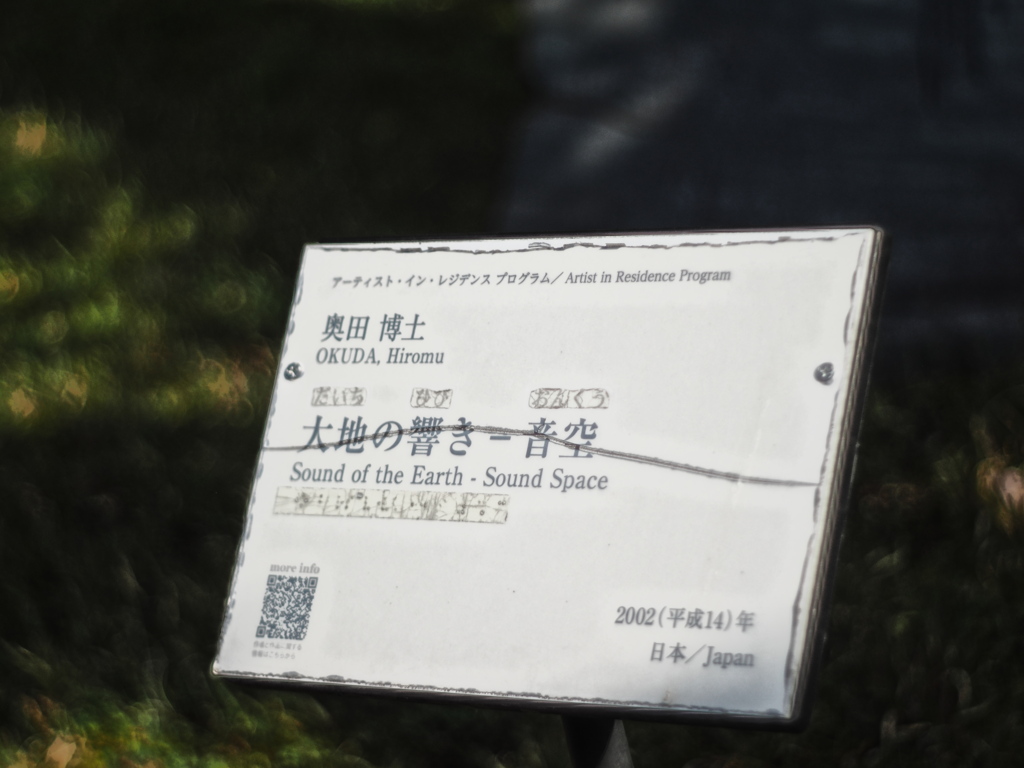 アーティスト・イン・レジデンス プログラム／Artist in Residence Program
奥田 博士
OKUDA, Hiromu
だいち ひび おんくう
大地の響き－音空
Sound of the Earth - Sound Space
more info
2002(平成14)年
日本／Japan